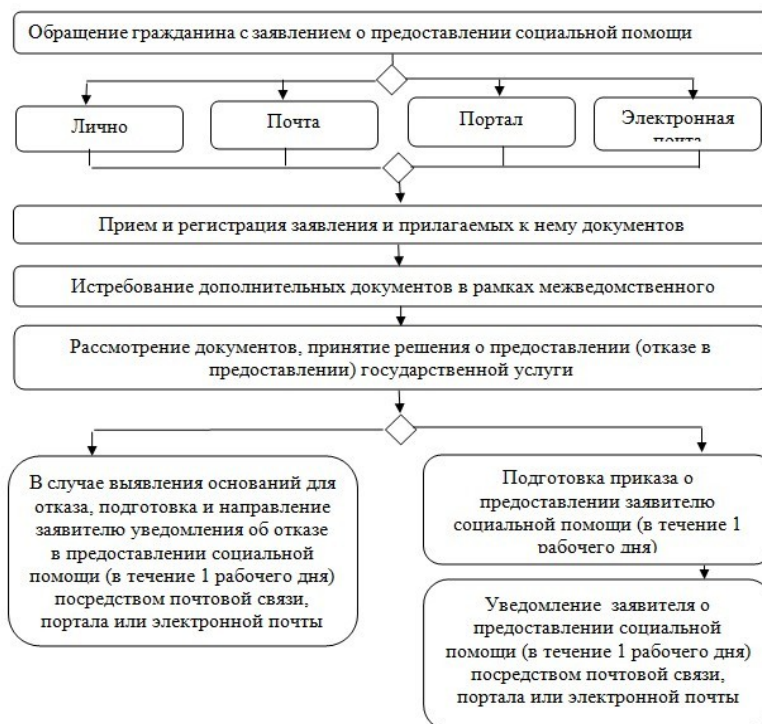 Обращение гражданина с заявлением о предоставлении социальной помощи
Лично
Почта
Портал
Электронная
почта
Прием и регистрация заявления и прилагаемых к нему документов
Истребование дополнительных документов в рамках межведомственного
Рассмотрение документов, принятие решения о предоставлении (отказе в
предоставлении) государственной услуги
В случае выявления оснований для
отказа, подготовка и направление
заявителю уведомления об отказе
в предоставлении социальной
помощи (в течение 1 рабочего дня)
посредством почтовой связи,
портала или электронной почты
Подготовка приказа о
предоставлении заявителю
социальной помощи (в течение 1
рабочего дня)
Уведомление заявителя о
предоставлении социальной
помощи (в течение 1 рабочего дня)
посредством почтовой связи,
портала или электронной почты